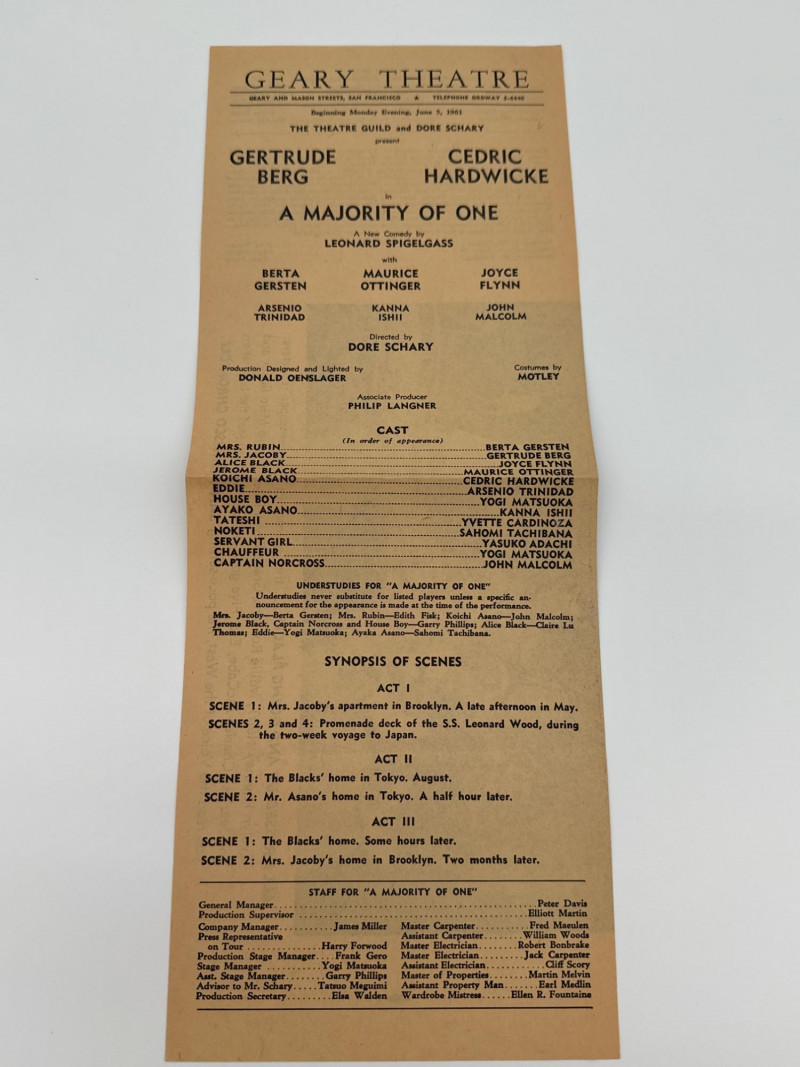 GEARY THEATRE
GEARY AND MASON STREETS, SAN FRANCISCO ★ TELEPHONE ORDWAY 3-6440
Beginning Monday Evening, June 5, 1961
THE THEATRE GUILD and DORE SCHARY
present
GERTRUDE BERG CEDRIC HARDWICKE
in
A MAJORITY OF ONE
A New Comedy by
LEONARD SPIGELGASS
with
BERTA GERSTEN MAURICE OTTINGER JOYCE FLYNN
ARSENIO TRINIDAD KANNA ISHII JOHN MALCOLM
Directed by
DORE SCHARY
Production Designed and Lighted by
DONALD OENSLAGER
Costumes by
MOTLEY
Associate Producer
PHILIP LANGNER
CAST
(In order of appearance)
MRS. RUBIN BERTA GERSTEN
MRS. JACOBY GERTRUDE BERG
ALICE BLACK JOYCE FLYNN
JEROME BLACK MAURICE OTTINGER
KOICHI ASANO CEDRIC HARDWICKE
EDDIE ARSENIO TRINIDAD
HOUSE BOY YOGI MATSUOKA
AYAKO ASANO KANNA ISHII
TATESHI YVETTE CARDINOZA
NOKETI SAHOMI TACHIBANA
SERVANT GIRL YASUKO ADACHI
CHAUFFEUR YOGI MATSUOKA
CAPTAIN NORCROSS JOHN MALCOLM
UNDERSTUDIES FOR "A MAJORITY OF ONE"
Understudies never substitute for listed players unless a specific an-
nouncement for the appearance is made at the time of the performance.
Mrs. Jacoby—Berta Gersten; Mrs. Rubin—Edith Fisk; Koichi Asano—John Malcolm;
Jerome Black, Captain Norcross and House Boy—Garry Phillips; Alice Black—Claire Lu
Thomas; Eddie—Yogi Matsuoka; Ayaka Asano—Sahomi Tachibana.
SYNOPSIS OF SCENES
ACT I
SCENE 1: Mrs. Jacoby's apartment in Brooklyn. A late afternoon in May.
SCENES 2, 3 and 4: Promenade deck of the S.S. Leonard Wood, during
the two-week voyage to Japan.
ACT II
SCENE 1: The Blacks' home in Tokyo. August.
SCENE 2: Mr. Asano's home in Tokyo. A half hour later.
ACT III
SCENE 1: The Blacks' home. Some hours later.
SCENE 2: Mrs. Jacoby's home in Brooklyn. Two months later.
STAFF FOR "A MAJORITY OF ONE"
General Manager Peter Davis
Production Supervisor Elliott Martin
Company Manager James Miller
Press Representative
on Tour Harry Forwood
Production Stage Manager Frank Gero
Stage Manager Yogi Matsuoka
Asst. Stage Manager Garry Phillips
Advisor to Mr. Schary Tatsuo Meguimi
Production Secretary Elsa Walden
Master Carpenter Fred Maeulen
Assistant Carpenter William Woods
Master Electrician Robert Bonbrake
Master Electrician Jack Carpenter
Assistant Electrician Cliff Scory
Master of Properties Martin Melvin
Assistant Property Man Earl Medlin
Wardrobe Mistress Ellen R. Fountaine